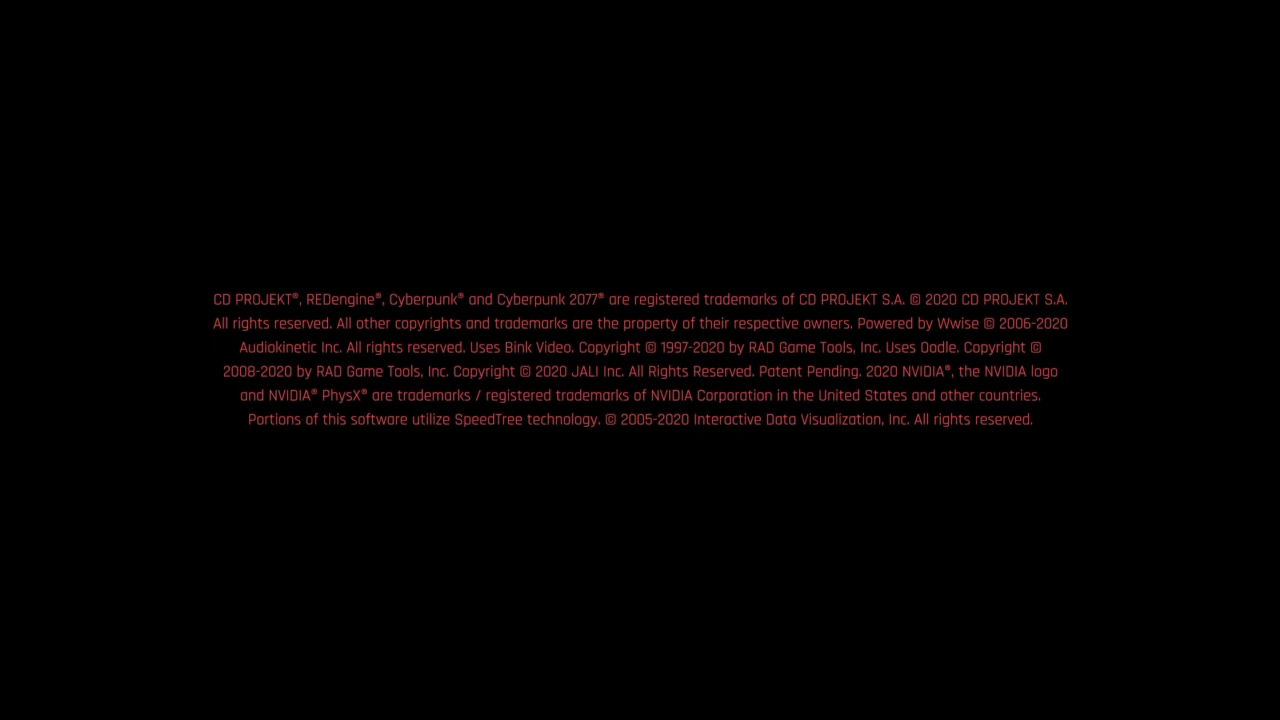 CD PROJEKT®, REDengine®, Cyberpunk® and Cyberpunk 2077® are registered trademarks of CD PROJEKT S.A. © 2020 CD PROJEKT S.A.
All rights reserved. All other copyrights and trademarks are the property of their respective owners. Powered by Wwise © 2006-2020
Audiokinetic Inc. All rights reserved. Uses Bink Video. Copyright © 1997-2020 by RAD Game Tools, Inc. Uses Oodle. Copyright ©
2008-2020 by RAD Game Tools, Inc. Copyright © 2020 JALI Inc. All Rights Reserved. Patent Pending. 2020 NVIDIA®, the NVIDIA logo
and NVIDIA® PhysX® are trademarks / registered trademarks of NVIDIA Corporation in the United States and other countries.
Portions of this software utilize SpeedTree technology. © 2005-2020 Interactive Data Visualization, Inc. All rights reserved.